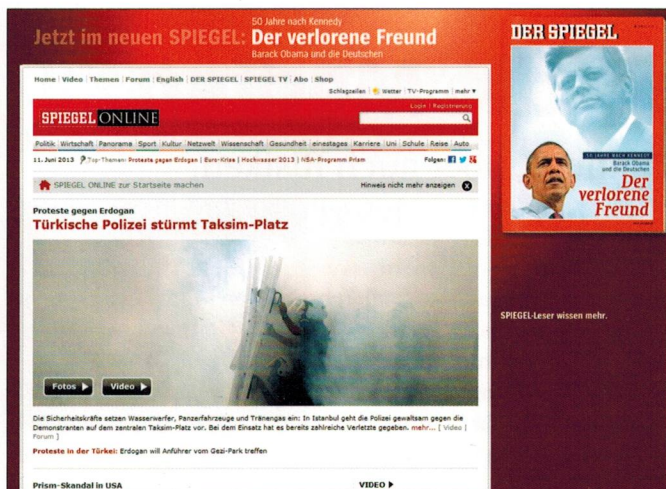 Jetzt im neuen SPIEGEL:
50 Jahre nach Kennedy
Der verlorene Freund
Barack Obama und die Deutschen
DER SPIEGEL
50 JAHRE NACH KENNEDY
Barack Obama
und die Deutschen
Der
verlorene
Freund
SPIEGEL-Leser wissen mehr.
Home | Video | Themen | Forum | English | DER SPIEGEL | SPIEGEL TV | Abo | Shop
Schlagzeilen | Wetter | TV-Programm | mehr ▼
Login | Registrierung
SPIEGEL ONLINE
Politik | Wirtschaft | Panorama | Sport | Kultur | Netzwelt | Wissenschaft | Gesundheit | einestages | Karriere | Uni | Schule | Reise | Auto
11. Juni 2013 Top-Themen: Proteste gegen Erdogan | Euro-Krise | Hochwasser 2013 | NSA-Programm Prism Folgen:
SPIEGEL ONLINE zur Startseite machen Hinweis nicht mehr anzeigen X
Proteste gegen Erdogan
Türkische Polizei stürmt Taksim-Platz
Fotos Video
Die Sicherheitskräfte setzen Wasserwerfer, Panzerfahrzeuge und Tränengas ein: In Istanbul geht die Polizei gewaltsam gegen die
Demonstranten auf dem zentralen Taksim-Platz vor. Bei dem Einsatz hat es bereits zahlreiche Verletzte gegeben. mehr... [ Video |
Forum ]
Proteste in der Türkei: Erdogan will Anführer vom Gezi-Park treffen
Prism-Skandal in USA
VIDEO